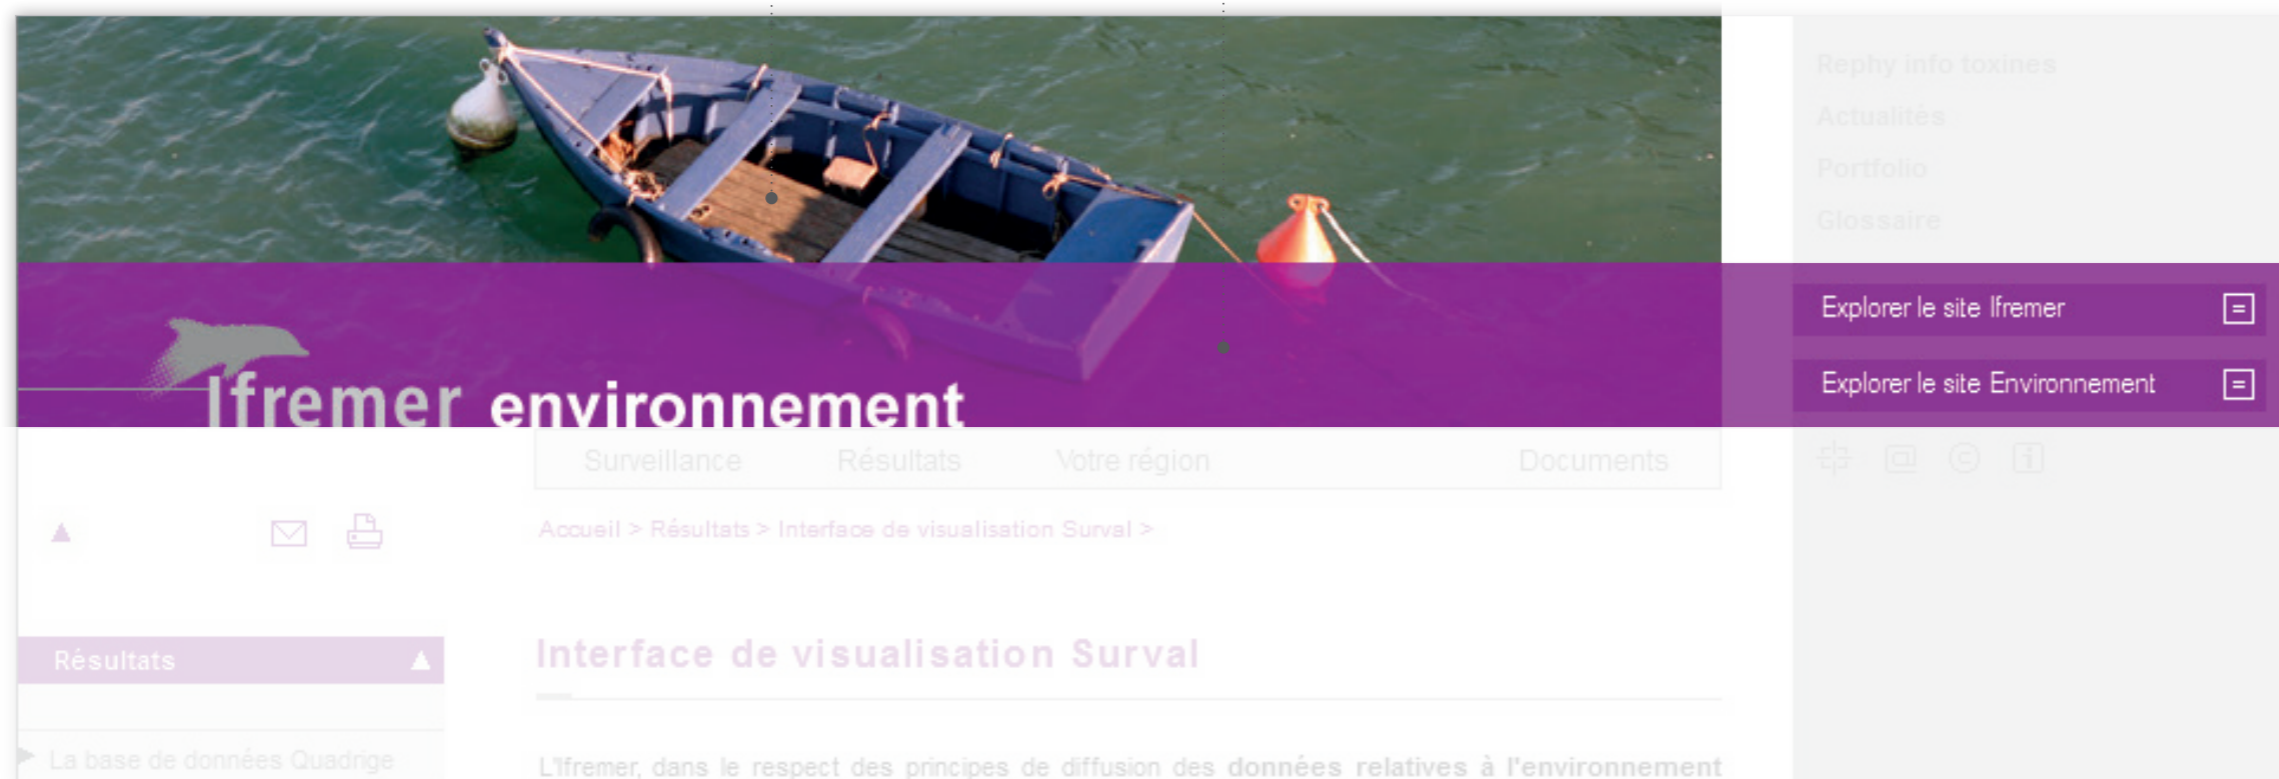 Rephy info toxines
Actualités
Portfolio
Glossaire
Explorer le site Ifremer
Explorer le site Environnement
Ifremer environnement
Surveillance Résultats Votre région Documents
Accueil > Résultats > Interface de visualisation Surval >
Résultats
Interface de visualisation Surval
La base de données Quadrige
L'Ifremer, dans le respect des principes de diffusion des données relatives à l'environnement